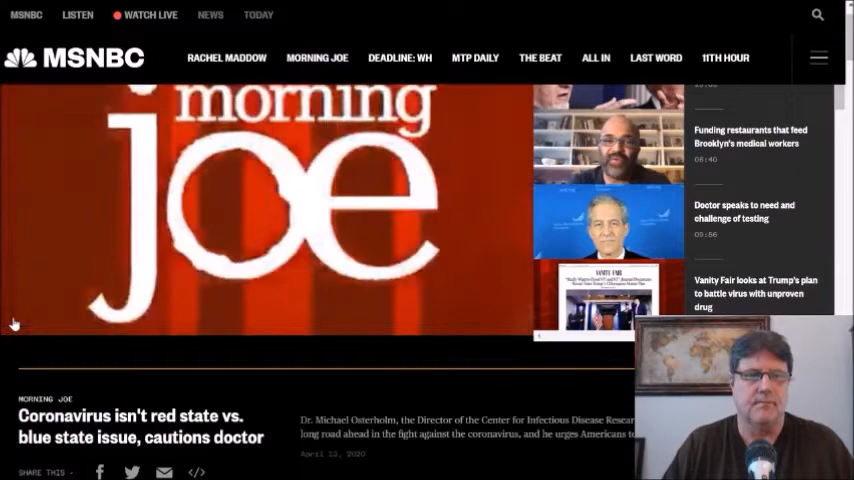 MSNBC LISTEN WATCH LIVE NEWS TODAY
MSNBC RACHEL MADDOW MORNING JOE DEADLINE: WH MTP DAILY THE BEAT ALL IN LAST WORD 11TH HOUR
morning
joe
Funding restaurants that feed
Brooklyn's medical workers
08:40
Doctor speaks to need and
challenge of testing
09:56
VANITY FAIR
Vanity Fair looks at Trump's plan
to battle virus with unproven
drug
MORNING JOE
Coronavirus isn't red state vs.
blue state issue, cautions doctor
Dr. Michael Osterholm, the Director of the Center for Infectious Disease Resear
long road ahead in the fight against the coronavirus, and he urges Americans to
April 13, 2020
SHARE THIS -